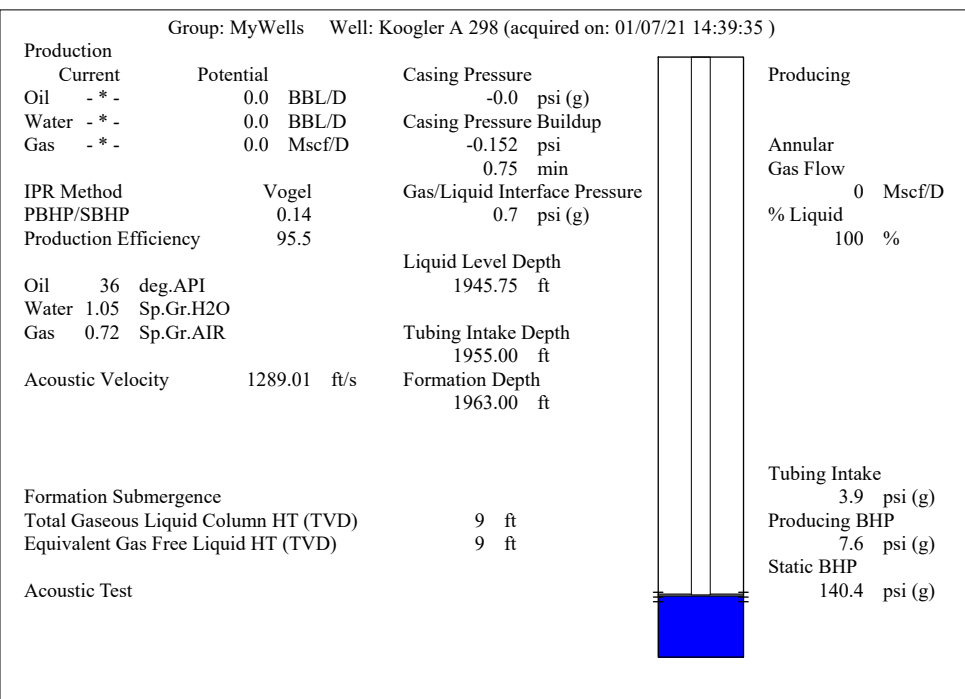 Group: MyWells Well: Koogler A 298 (acquired on: 01/07/21 14:39:35 )
Production
Current Potential
Oil - * - 0.0 BBL/D
Water - * - 0.0 BBL/D
Gas - * - 0.0 Mscf/D
IPR Method Vogel
PBHP/SBHP 0.14
Production Efficiency 95.5
Oil 36 deg.API
Water 1.05 Sp.Gr.H2O
Gas 0.72 Sp.Gr.AIR
Acoustic Velocity 1289.01 ft/s
Formation Submergence
Total Gaseous Liquid Column HT (TVD) 9 ft
Equivalent Gas Free Liquid HT (TVD) 9 ft
Acoustic Test
Casing Pressure
-0.0 psi (g)
Casing Pressure Buildup
-0.152 psi
0.75 min
Gas/Liquid Interface Pressure
0.7 psi (g)
Liquid Level Depth
1945.75 ft
Tubing Intake Depth
1955.00 ft
Formation Depth
1963.00 ft
Producing
Annular
Gas Flow
0 Mscf/D
% Liquid
100 %
Tubing Intake
3.9 psi (g)
Producing BHP
7.6 psi (g)
Static BHP
140.4 psi (g)